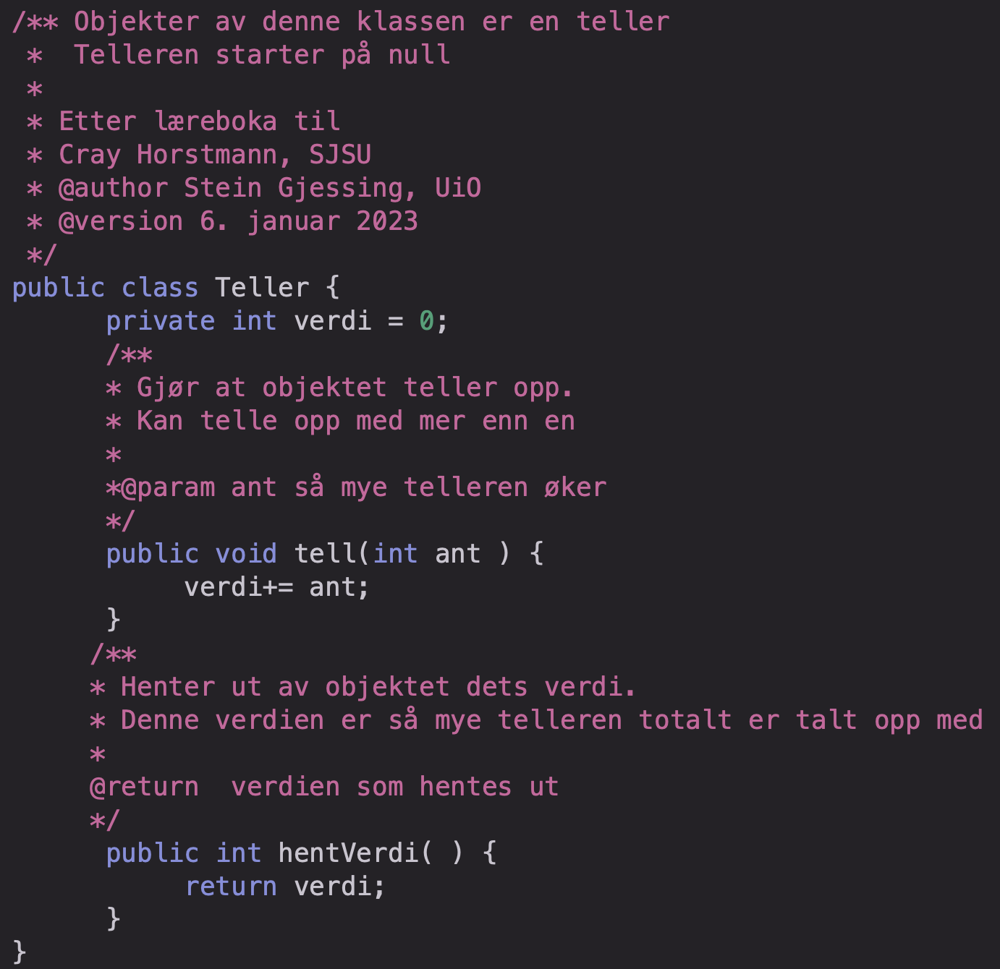 /** Objekter av denne klassen er en teller
 *  Telleren starter på null
 *
 * Etter læreboka til
 * Cray Horstmann, SJSU
 * @author Stein Gjessing, UiO
 * @version 6. januar 2023
 */
public class Teller {
      private int verdi = 0;
      /**
      * Gjør at objektet teller opp.
      * Kan telle opp med mer enn en
      *
      *@param ant så mye telleren øker
      */
      public void tell(int ant ) {
           verdi+= ant;
      }
     /**
     * Henter ut av objektet dets verdi.
     * Denne verdien er så mye telleren totalt er talt opp med
     *
     @return  verdien som hentes ut
     */
      public int hentVerdi( ) {
           return verdi;
      }
}